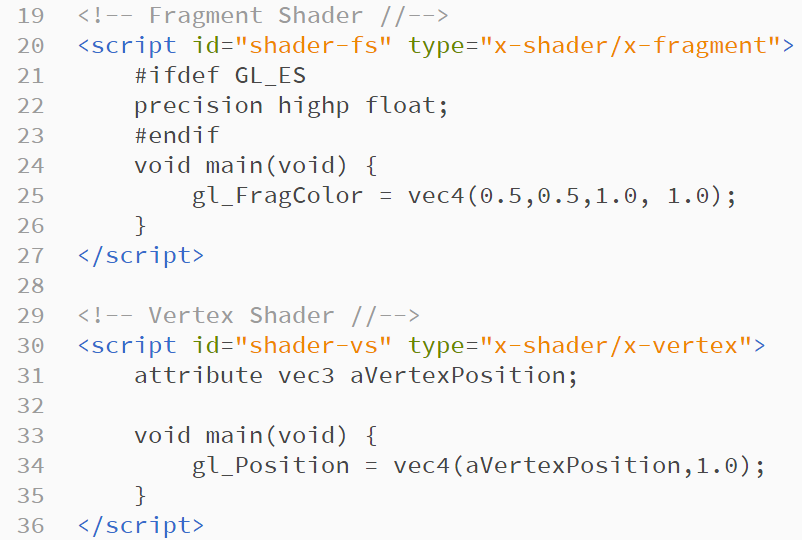 19 <!-- Fragment Shader //-->
20 <script id="shader-fs" type="x-shader/x-fragment">
21     #ifdef GL_ES
22     precision highp float;
23     #endif
24     void main(void) {
25         gl_FragColor = vec4(0.5,0.5,1.0, 1.0);
26     }
27 </script>
28
29 <!-- Vertex Shader //-->
30 <script id="shader-vs" type="x-shader/x-vertex">
31     attribute vec3 aVertexPosition;
32
33     void main(void) {
34         gl_Position = vec4(aVertexPosition,1.0);
35     }
36 </script>